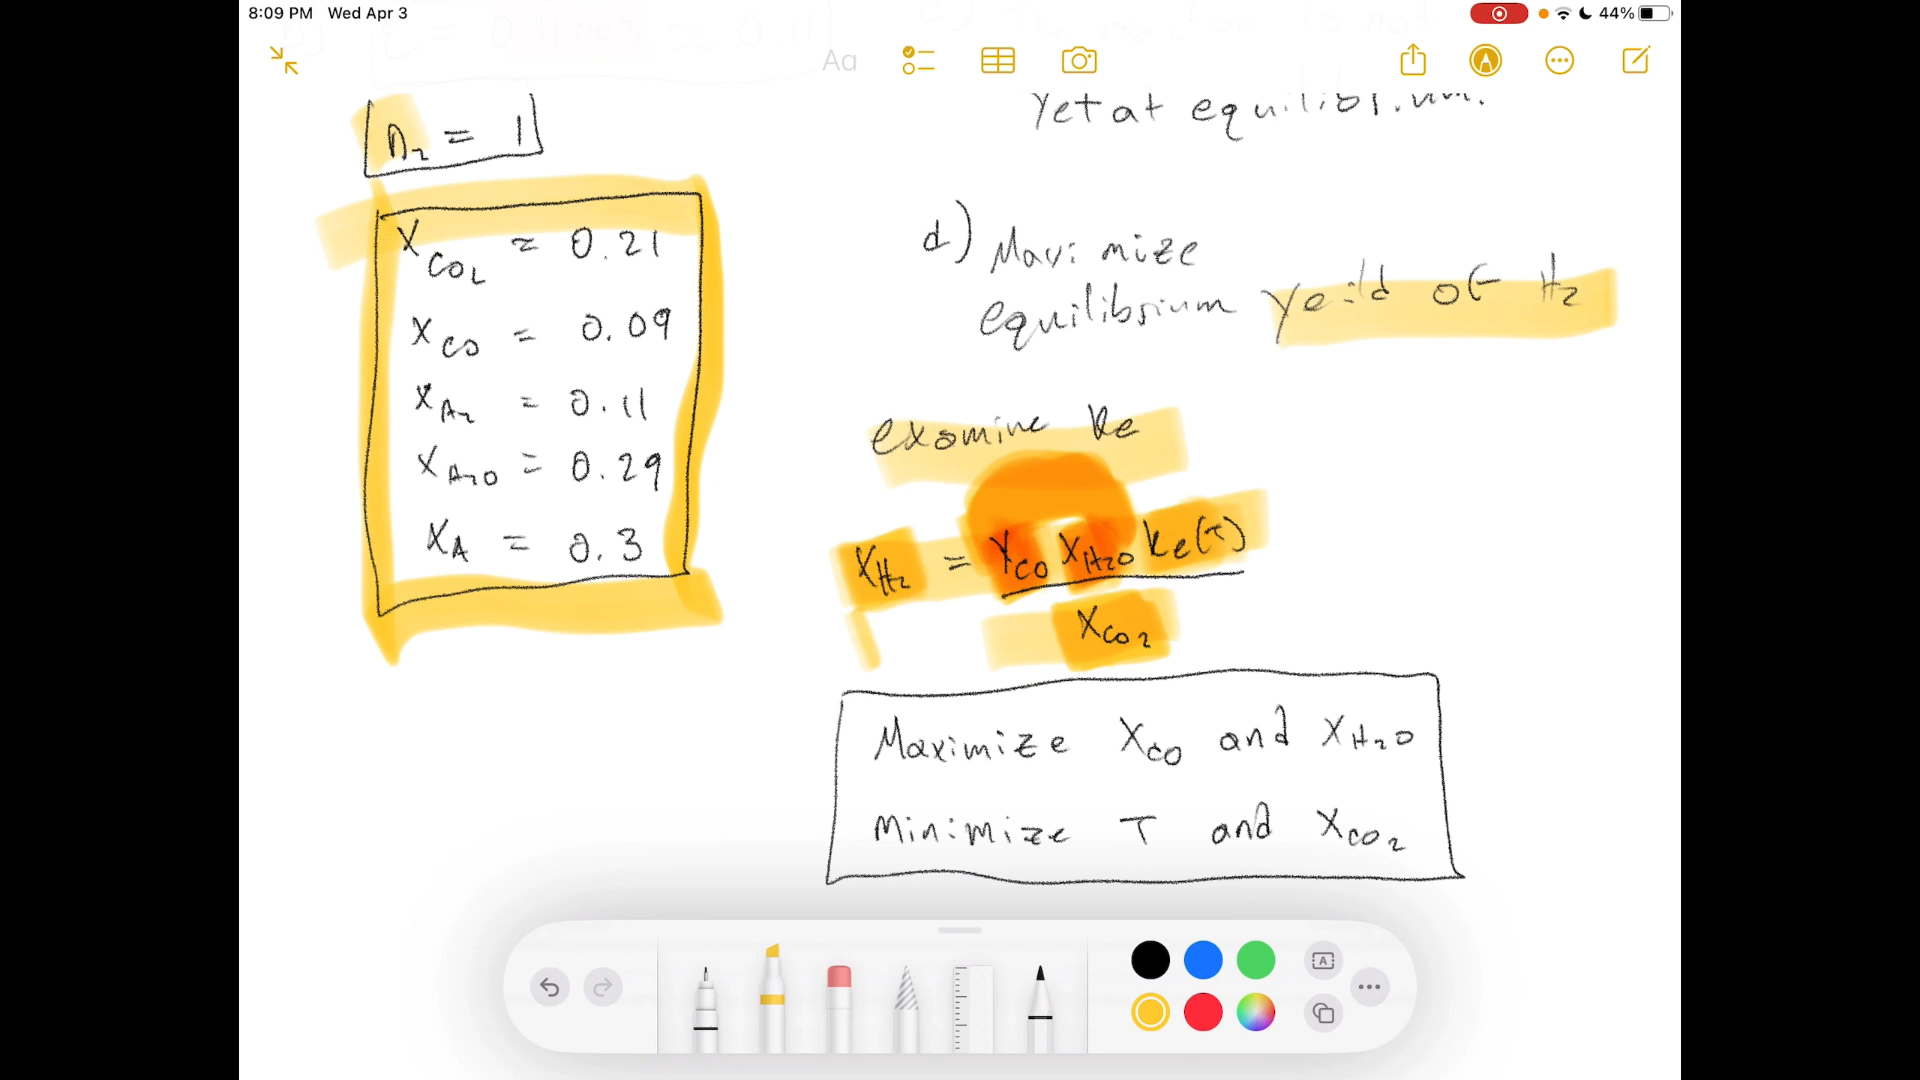 8:09 PM Wed Apr 3
44%
Aa
n₂ = 1
yet at equilibrium.
X_CO₂ = 0.21
X_CO = 0.09
X_H₂ = 0.11
X_H₂O = 0.29
X_A = 0.3
d) Maximize
equilibrium yeild of H₂
examine ke
X_H₂ = X_CO X_H₂O ke(T)
X_CO₂
Maximize X_CO and X_H₂O
Minimize T and X_CO₂
A